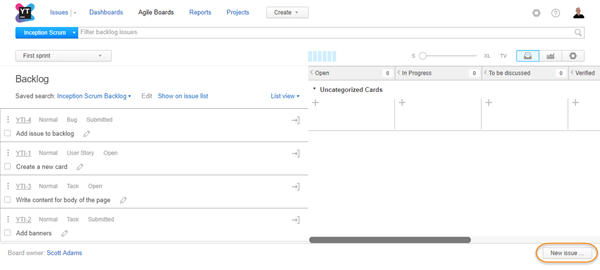 YT
Issues
Dashboards
Agile Boards
Reports
Projects
Create
Inception Scrum
Filter backlog issues
First sprint
S
XL
TV
Backlog
Saved search: Inception Scrum Backlog
Edit
Show on issue list
List view
YTI-4 Normal Bug Submitted
Add issue to backlog
YTI-1 Normal User Story Open
Create a new card
YTI-3 Normal Task Open
Write content for body of the page
YTI-2 Normal Task Submitted
Add banners
Open 0
In Progress 0
To be discussed 0
Verified
Uncategorized Cards
Board owner: Scott Adams
New issue ...